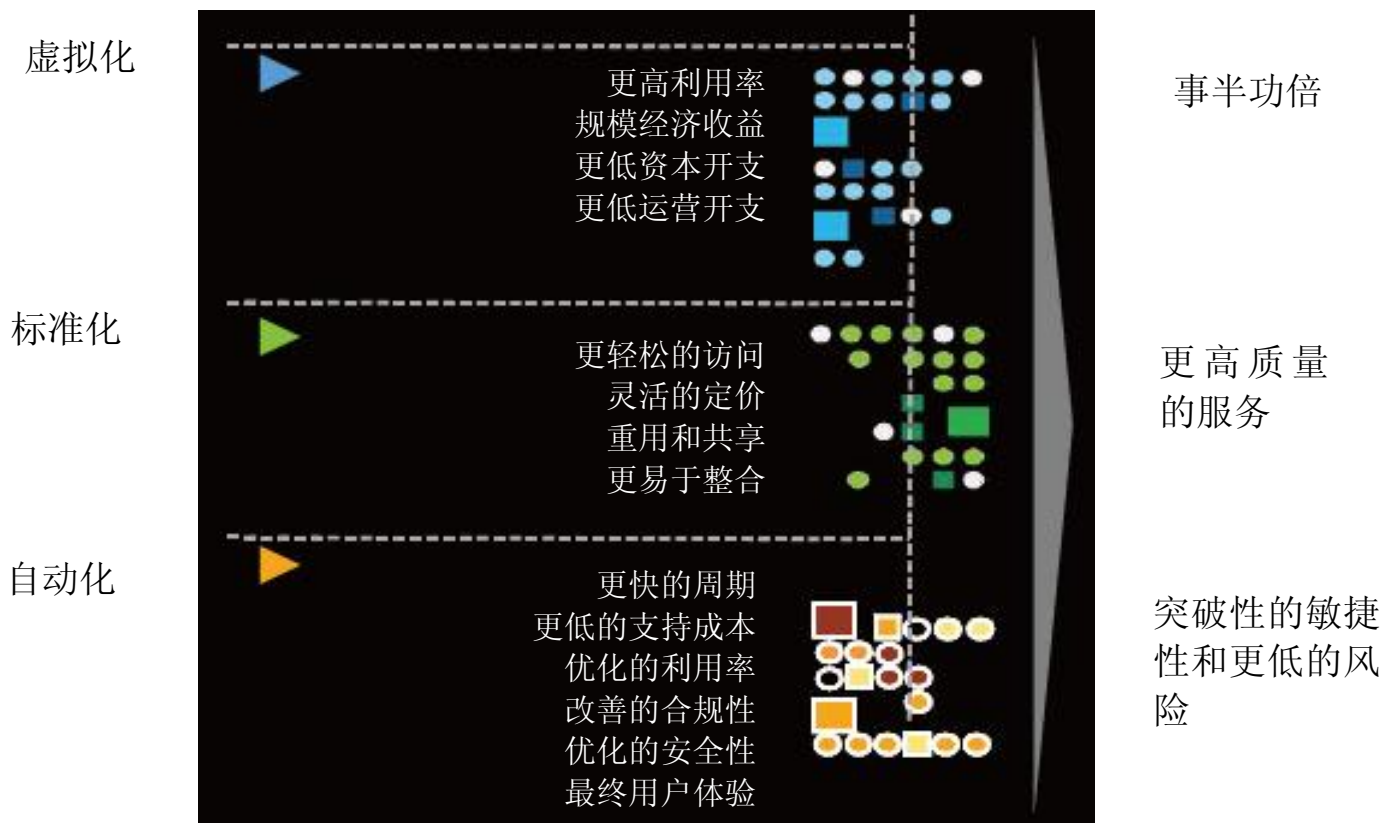 虚拟化
更高利用率
规模经济收益
更低资本开支
更低运营开支
事半功倍
标准化
更轻松的访问
灵活的定价
重用和共享
更易于整合
更高质量
的服务
自动化
更快的周期
更低的支持成本
优化的利用率
改善的合规性
优化的安全性
最终用户体验
突破性的敏捷
性和更低的风
险